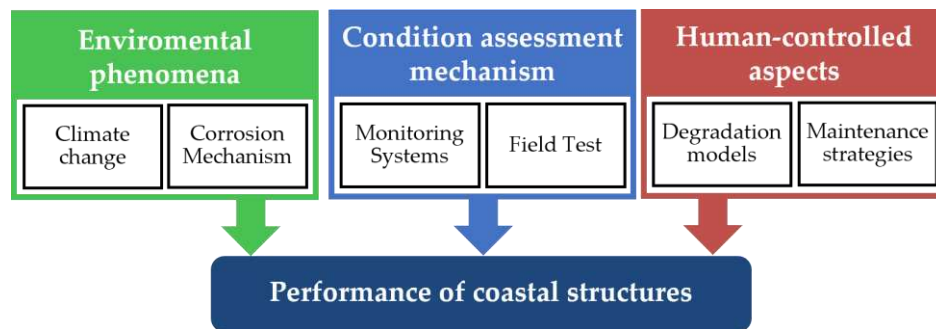 Enviromental
phenomena
Climate
change
Corrosion
Mechanism
Condition assessment
mechanism
Monitoring
Systems
Field Test
Human-controlled
aspects
Degradation
models
Maintenance
strategies
Performance of coastal structures